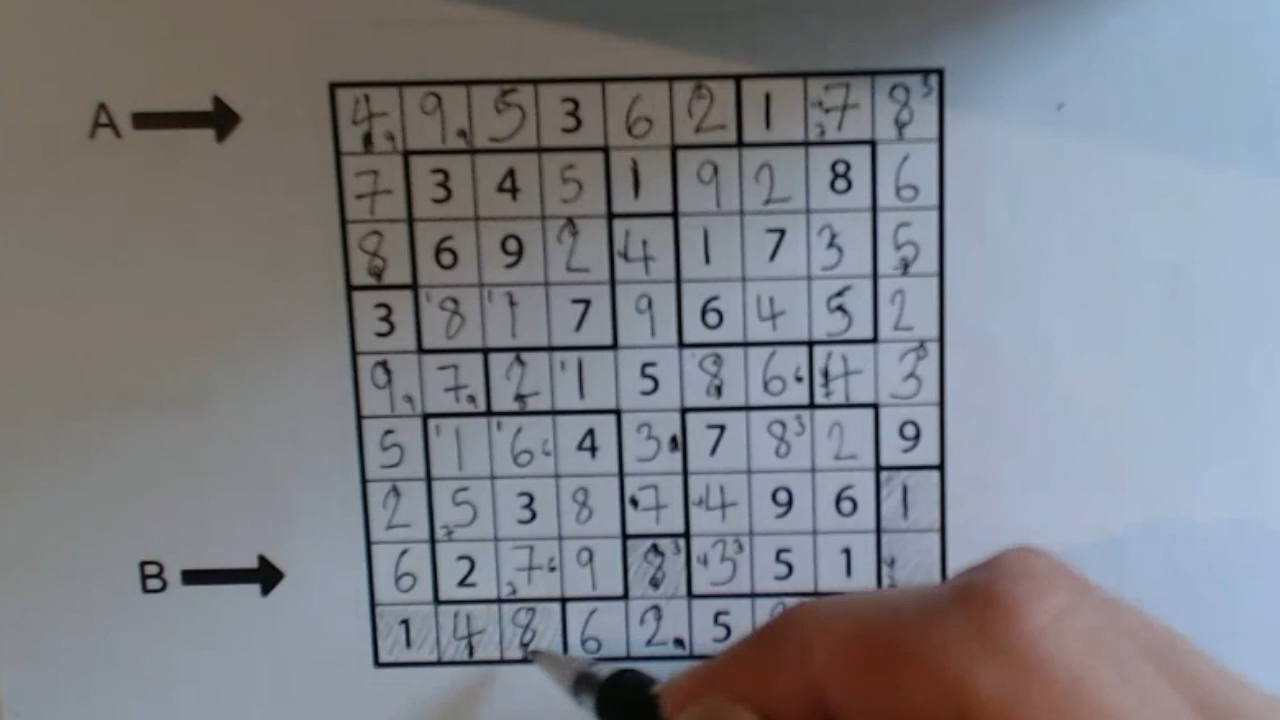 A 4 9 5 3 6 2 1 7 8
7 3 4 5 1 9 2 8 6
8 6 9 2 4 1 7 3 5
3 8 1 7 9 6 4 5 2
9 7 2 1 5 8 6 4 3
5 1 6 4 3 7 8 2 9
2 5 3 8 7 4 9 6 1
B 6 2 7 9 8 3 5 1
1 4 8 6 2 5